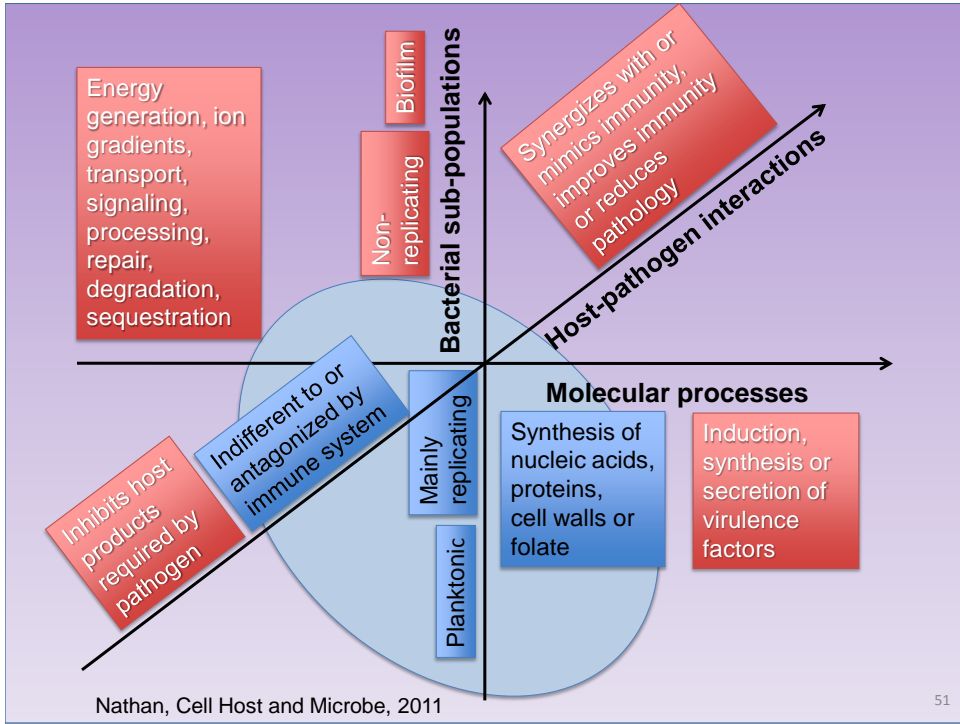 Energy
generation, ion
gradients,
transport,
signaling,
processing,
repair,
degradation,
sequestration
Biofilm
Non-
replicating
Bacterial sub-populations
Synergizes with or
mimics immunity,
improves immunity
or reduces
pathology
Host-pathogen interactions
Molecular processes
Inhibits host
products
required by
pathogen
Indifferent to or
antagonized by
immune system
Mainly
replicating
Planktonic
Synthesis of
nucleic acids,
proteins,
cell walls or
folate
Induction,
synthesis or
secretion of
virulence
factors
Nathan, Cell Host and Microbe, 2011
51